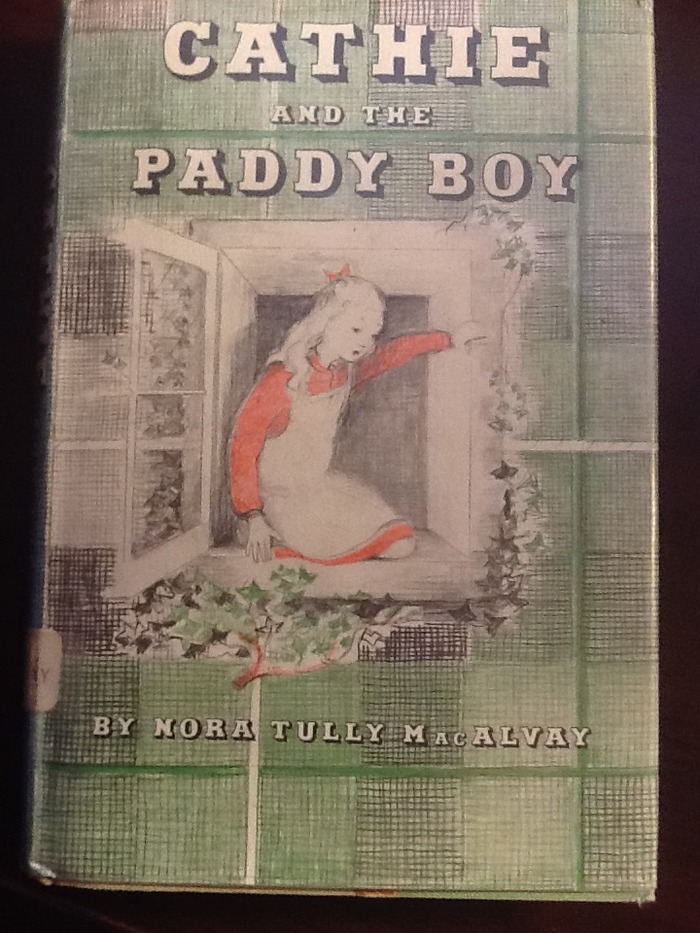 CATHIE
AND THE
PADDY BOY
BY NORA TULLY MacALVAY